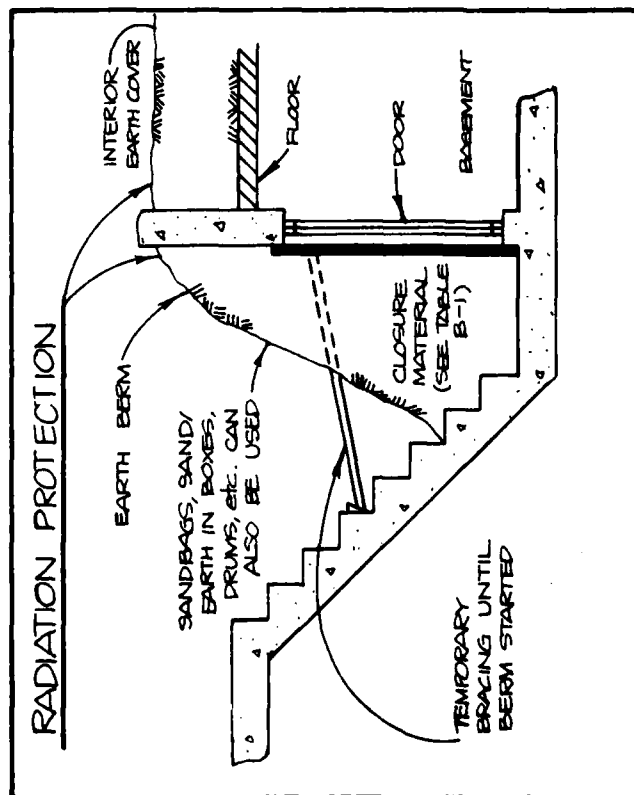 RADIATION PROTECTION
INTERIOR
EARTH COVER
EARTH BERM
SANDBAGS, SAND/
EARTH IN BOXES,
DRUMS, etc. CAN
ALSO BE USED
FLOOR
DOOR
CLOSURE
MATERIAL
(SEE TABLE
B-1)
BASEMENT
TEMPORARY
BRACING UNTIL
BERM STARTED